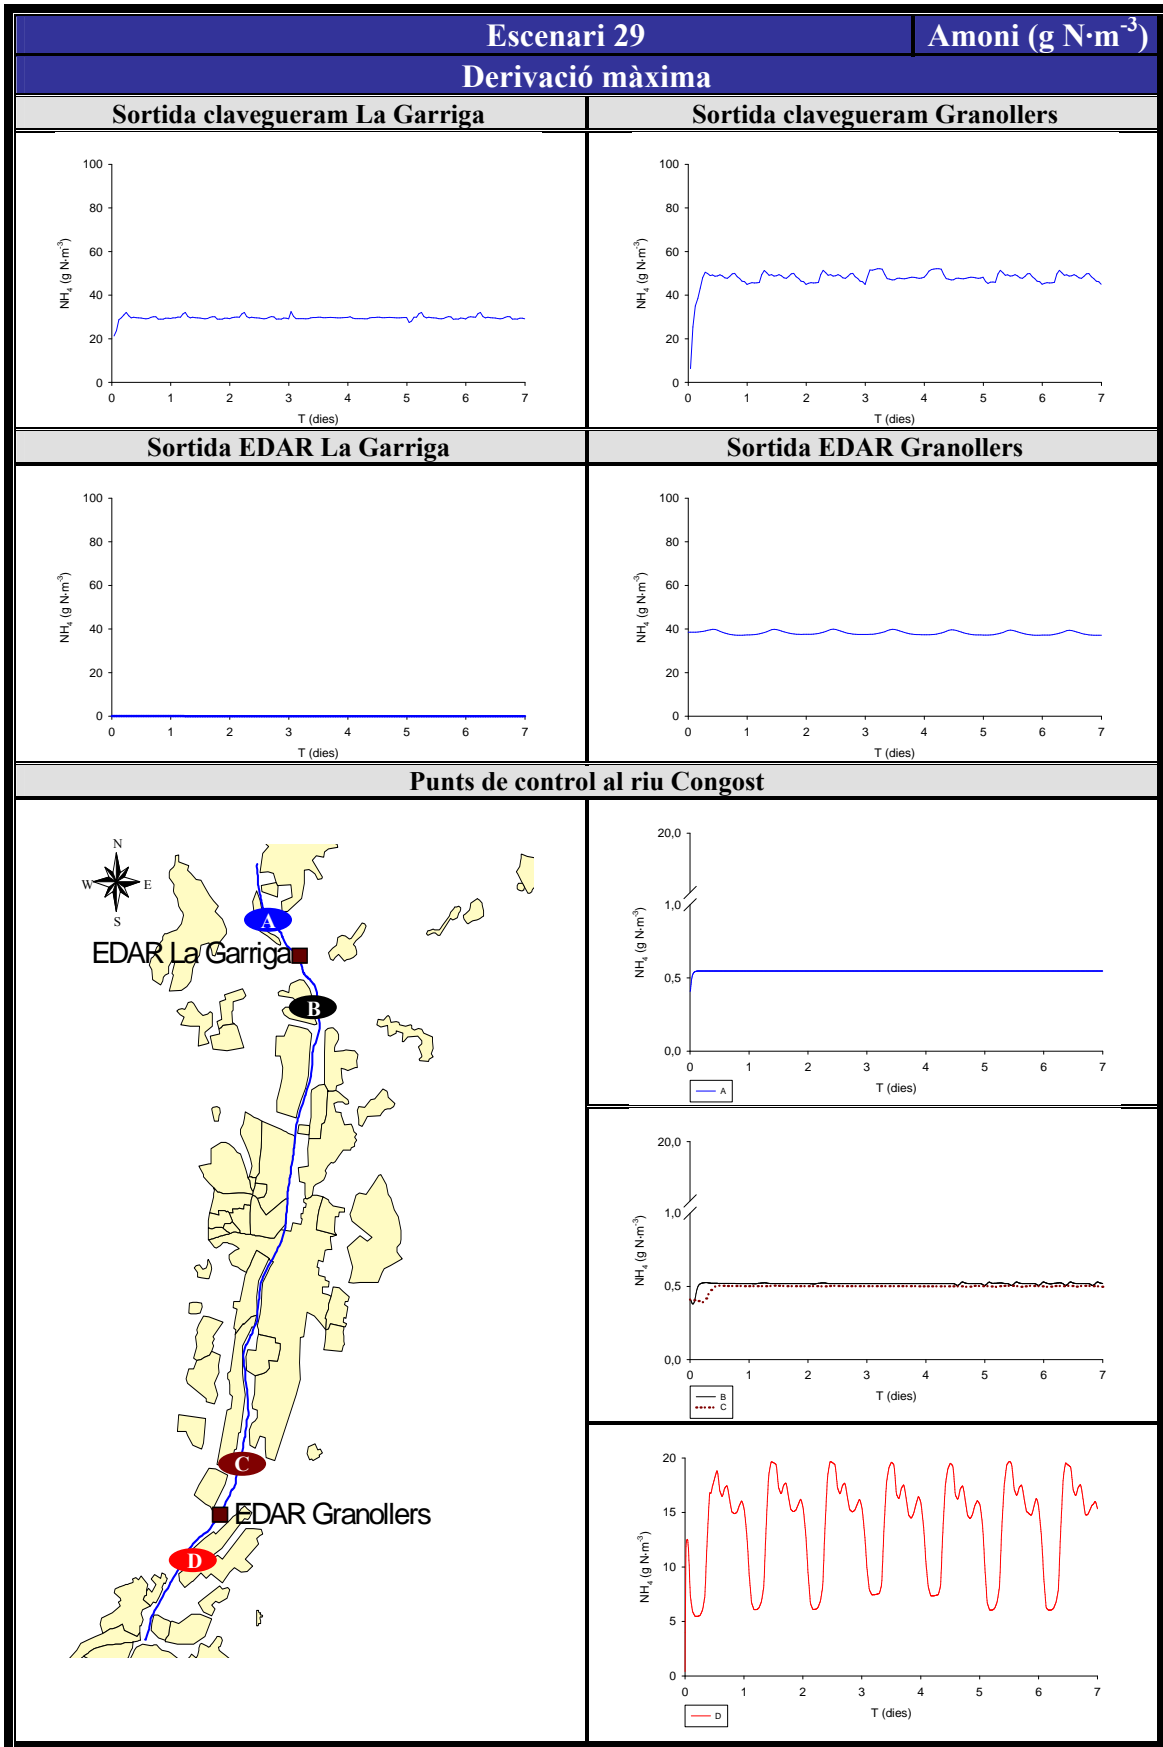 Escenari 29
Amoni (g N·m⁻³)
Derivació màxima
Sortida clavegueram La Garriga
Sortida clavegueram Granollers
NH₄ (g N·m⁻³)
100
80
60
40
20
0
0 1 2 3 4 5 6 7
T (dies)
NH₄ (g N·m⁻³)
100
80
60
40
20
0
0 1 2 3 4 5 6 7
T (dies)
Sortida EDAR La Garriga
Sortida EDAR Granollers
NH₄ (g N·m⁻³)
100
80
60
40
20
0
0 1 2 3 4 5 6 7
T (dies)
NH₄ (g N·m⁻³)
100
80
60
40
20
0
0 1 2 3 4 5 6 7
T (dies)
Punts de control al riu Congost
N
W E
S
A
EDAR La Garriga
B
C
EDAR Granollers
D
NH₄ (g N·m⁻³)
20,0
1,0
0,5
0,0
0 1 2 3 4 5 6 7
T (dies)
A
NH₄ (g N·m⁻³)
20,0
1,0
0,5
0,0
0 1 2 3 4 5 6 7
T (dies)
B
C
NH₄ (g N·m⁻³)
20
15
10
5
0
0 1 2 3 4 5 6 7
T (dies)
D